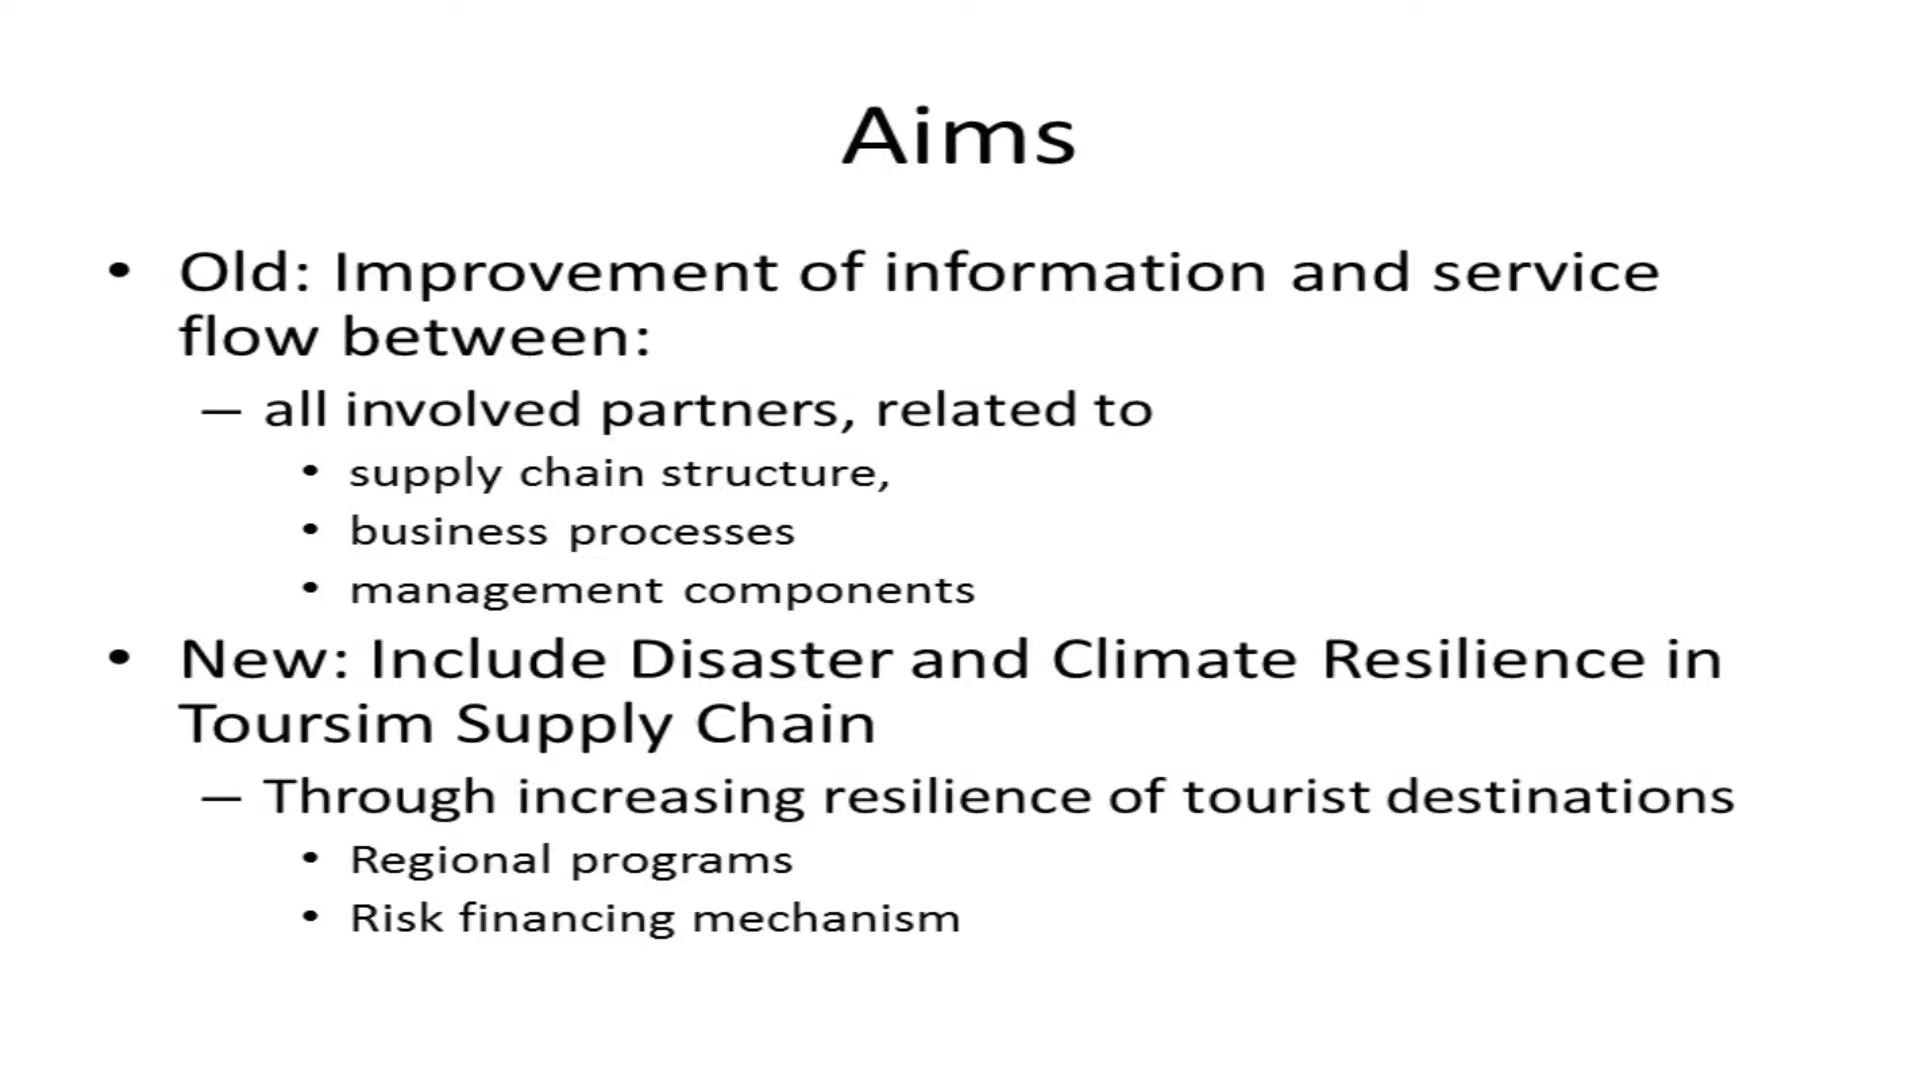 Aims
• Old: Improvement of information and service
flow between:
– all involved partners, related to
• supply chain structure,
• business processes
• management components
• New: Include Disaster and Climate Resilience in
Toursim Supply Chain
– Through increasing resilience of tourist destinations
• Regional programs
• Risk financing mechanism